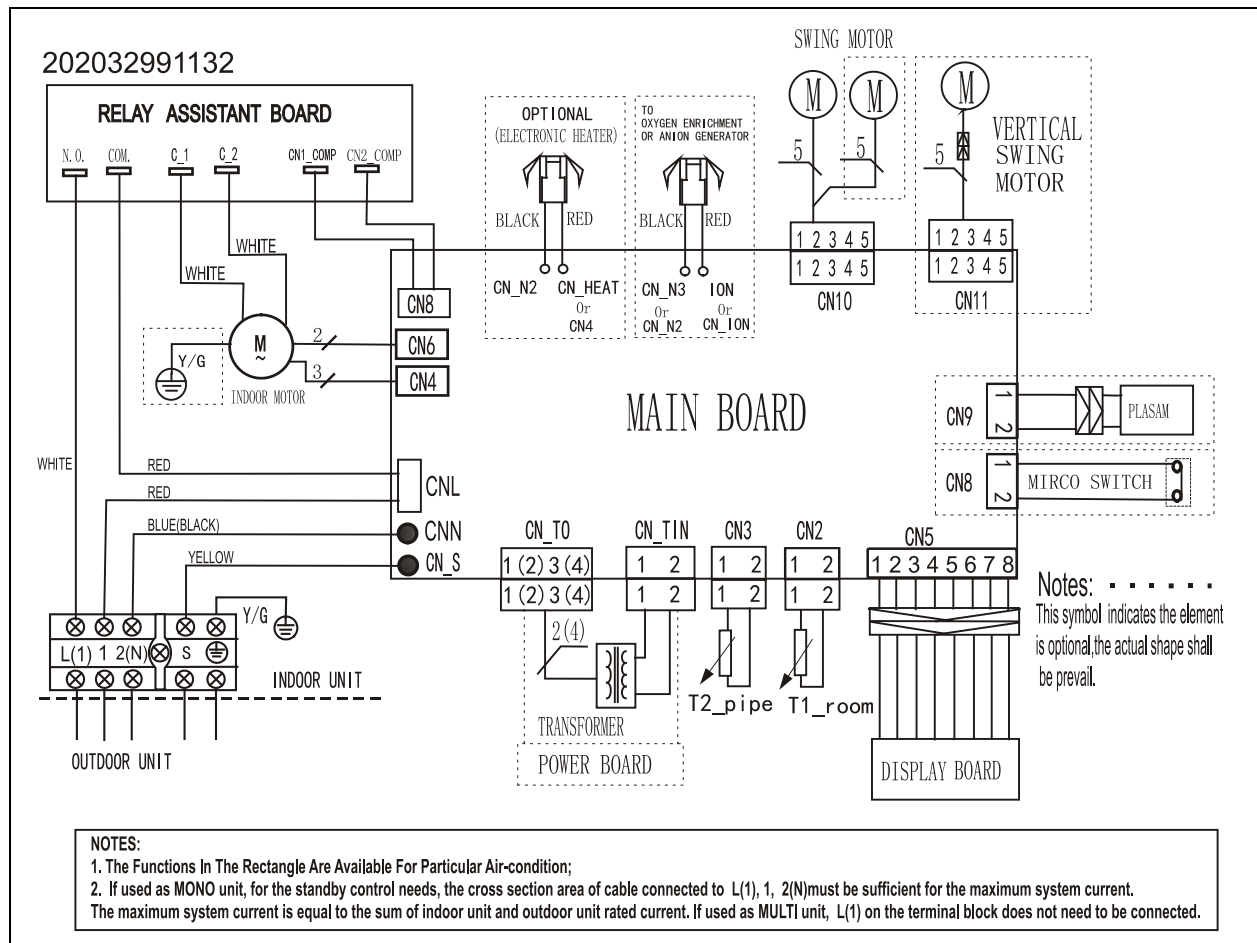 202032991132
RELAY ASSISTANT BOARD
N.O. COM. C_1 C_2 CN1_COMP CN2_COMP
WHITE
WHITE
Y/G
M
~
INDOOR MOTOR
2
3
CN8
CN6
CN4
WHITE
RED
RED
BLUE(BLACK)
YELLOW
CNL
CNN
CN_S
Y/G
L(1) 1 2(N) S
INDOOR UNIT
OUTDOOR UNIT
OPTIONAL
(ELECTRONIC HEATER)
BLACK RED
CN_N2 CN_HEAT
Or
CN4
TO
OXYGEN ENRICHMENT
OR ANION GENERATOR
BLACK RED
CN_N3 ION
Or Or
CN_N2 CN_ION
SWING MOTOR
M M
5 5
1 2 3 4 5
1 2 3 4 5
CN10
M
5
VERTICAL
SWING
MOTOR
1 2 3 4 5
1 2 3 4 5
CN11
MAIN BOARD
CN9
1
2
PLASAM
CN8
1
2
MIRCO SWITCH
CN_TO CN_TIN CN3 CN2 CN5
1 (2) 3 (4) 1 2 1 2 1 2 1 2 3 4 5 6 7 8
1 (2) 3 (4) 1 2 1 2 1 2
2(4)
TRANSFORMER
POWER BOARD
T2_pipe T1_room
DISPLAY BOARD
Notes: · · · · · ·
This symbol indicates the element
is optional,the actual shape shall
be prevail.
NOTES:
1. The Functions In The Rectangle Are Available For Particular Air-condition;
2. If used as MONO unit, for the standby control needs, the cross section area of cable connected to L(1), 1, 2(N)must be sufficient for the maximum system current.
The maximum system current is equal to the sum of indoor unit and outdoor unit rated current. If used as MULTI unit, L(1) on the terminal block does not need to be connected.